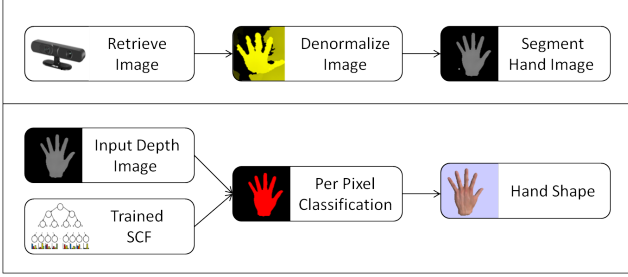 Retrieve
Image
Denormalize
Image
Segment
Hand Image
Input Depth
Image
Trained
SCF
Per Pixel
Classification
Hand Shape